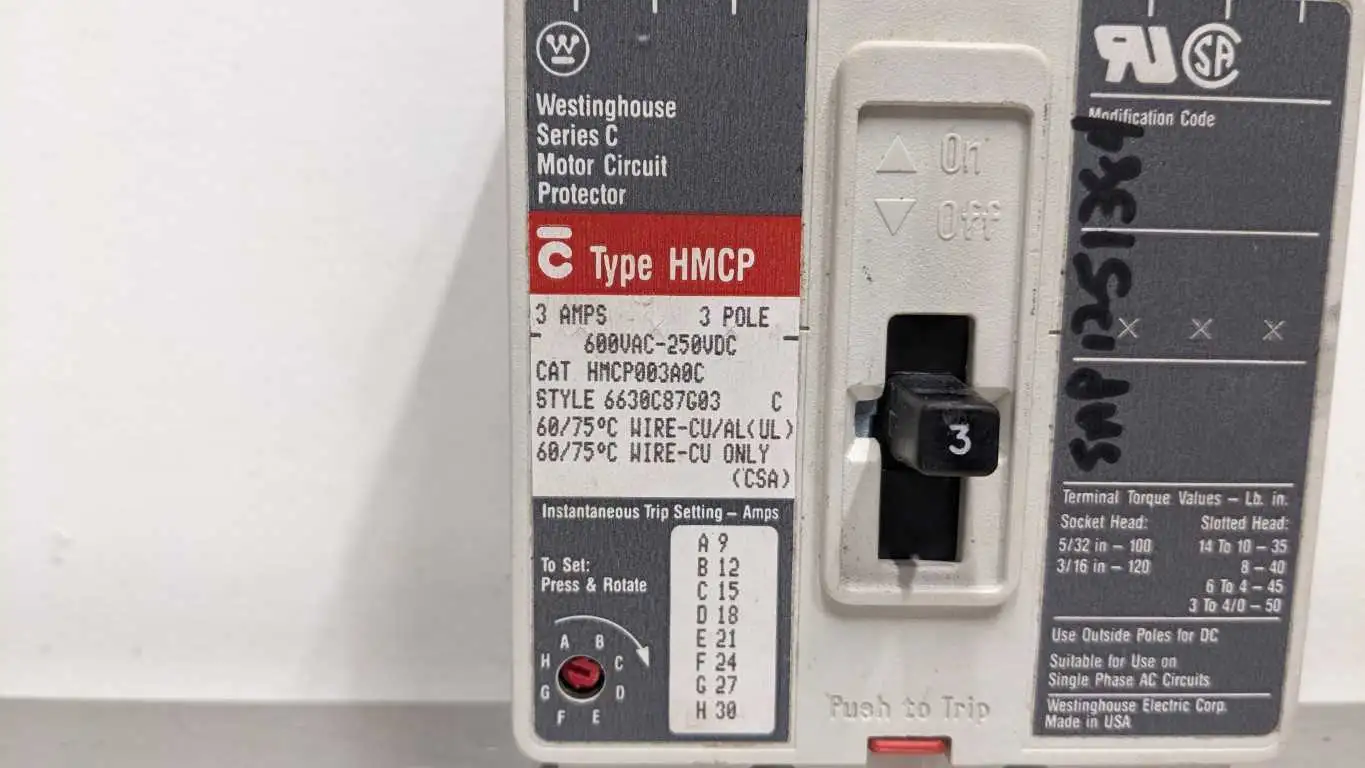 W
Westinghouse
Series C
Motor Circuit
Protector
C Type HMCP
3 AMPS 3 POLE
600VAC-250VDC
CAT HMCP003A0C
STYLE 6630C87G03 C
60/75°C WIRE-CU/AL(UL)
60/75°C WIRE-CU ONLY
(CSA)
Instantaneous Trip Setting – Amps
To Set:
Press & Rotate
A B C D E F G H
A 9
B 12
C 15
D 18
E 21
F 24
G 27
H 30
On
Off
3
Push to Trip
RU SA
Modification Code
SAP 1251384
X X X
Terminal Torque Values – Lb. in.
Socket Head: Slotted Head:
5/32 in – 100 14 To 10 – 35
3/16 in – 120 8 – 40
6 To 4 – 45
3 To 4/0 – 50
Use Outside Poles for DC
Suitable for Use on
Single Phase AC Circuits
Westinghouse Electric Corp.
Made in USA